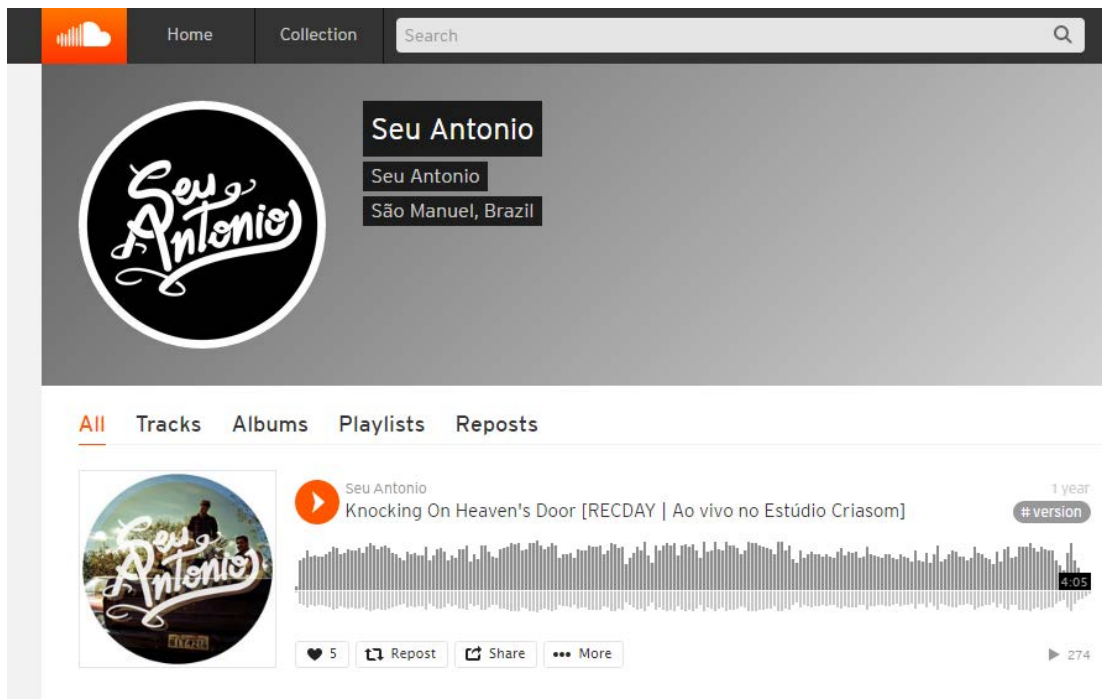 Home
Collection
Search
Seu Antonio
Seu Antonio
Seu Antonio
São Manuel, Brazil
All
Tracks
Albums
Playlists
Reposts
Seu Antonio
1 year
Knocking On Heaven's Door [RECDAY | Ao vivo no Estúdio Criasom]
# version
Seu Antonio
4:05
5
Repost
Share
More
274